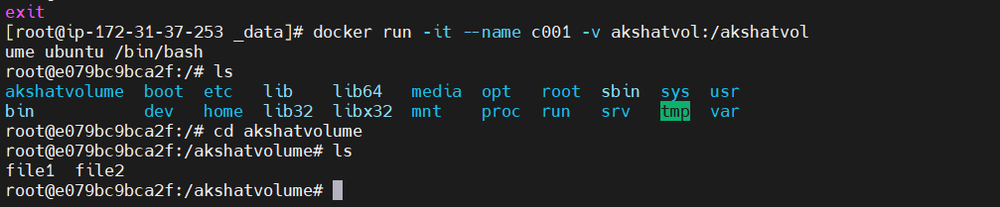 exit
[root@ip-172-31-37-253 _data]# docker run -it --name c001 -v akshatvol:/akshatvol
ume ubuntu /bin/bash
root@e079bc9bca2f:/# ls
akshatvolume  boot  etc   lib    lib64   media  opt   root  sbin  sys  usr
bin           dev   home  lib32  libx32  mnt    proc  run   srv   tmp  var
root@e079bc9bca2f:/# cd akshatvolume
root@e079bc9bca2f:/akshatvolume# ls
file1  file2
root@e079bc9bca2f:/akshatvolume#